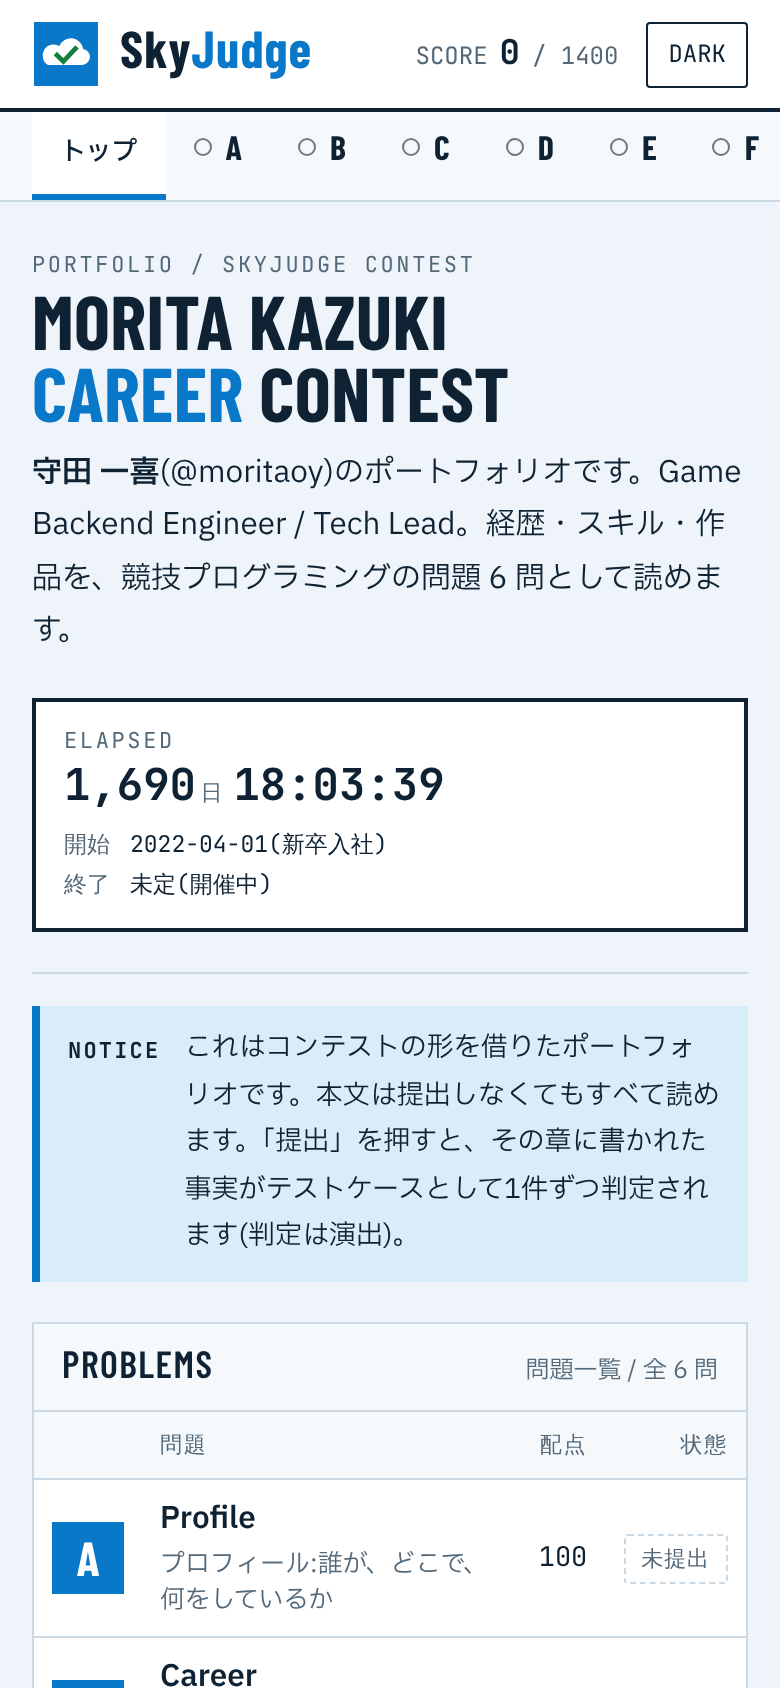 SkyJudge
SCORE 0 / 1400
DARK
トップ
A
B
C
D
E
F
PORTFOLIO / SKYJUDGE CONTEST
MORITA KAZUKI
CAREER CONTEST
守田 一喜(@moritaoy)のポートフォリオです。Game
Backend Engineer / Tech Lead。経歴・スキル・作
品を、競技プログラミングの問題 6 問として読めま
す。
ELAPSED
1,690日 18:03:39
開始 2022-04-01(新卒入社)
終了 未定(開催中)
NOTICE
これはコンテストの形を借りたポートフォ
リオです。本文は提出しなくてもすべて読め
ます。「提出」を押すと、その章に書かれた
事実がテストケースとして1件ずつ判定され
ます(判定は演出)。
PROBLEMS
問題一覧 / 全 6 問
問題 配点 状態
A
Profile
プロフィール:誰が、どこで、
何をしているか
100
未提出
Career